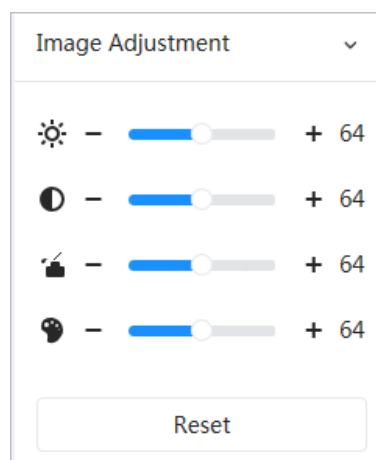 Image Adjustment
− + 64
− + 64
− + 64
− + 64
Reset